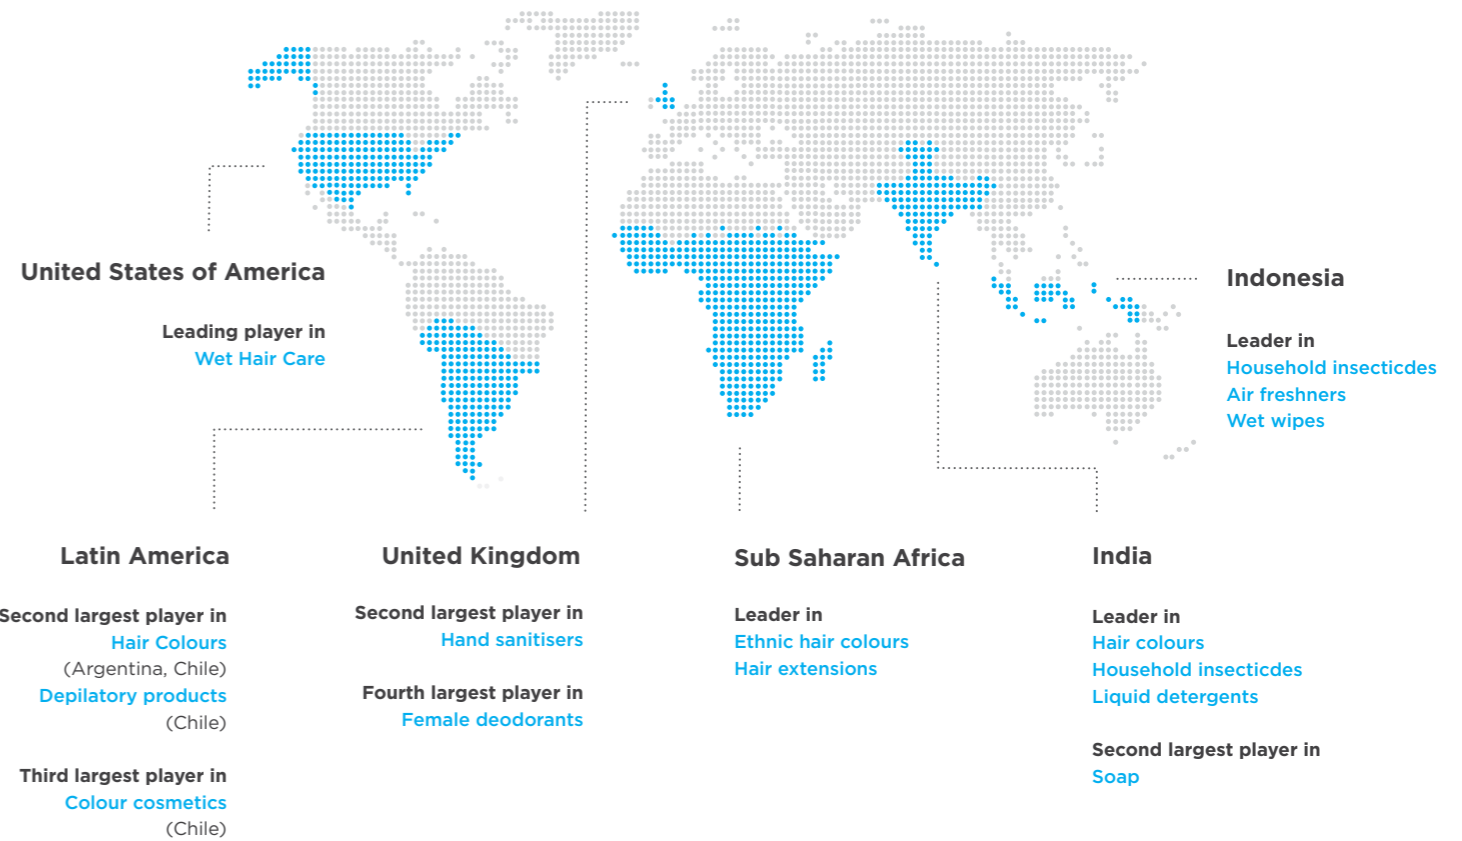 United States of America
Leading player in
Wet Hair Care
Indonesia
Leader in
Household insecticdes
Air freshners
Wet wipes
Latin America
Second largest player in
Hair Colours
(Argentina, Chile)
Depilatory products
(Chile)
Third largest player in
Colour cosmetics
(Chile)
United Kingdom
Second largest player in
Hand sanitisers
Fourth largest player in
Female deodorants
Sub Saharan Africa
Leader in
Ethnic hair colours
Hair extensions
India
Leader in
Hair colours
Household insecticdes
Liquid detergents
Second largest player in
Soap